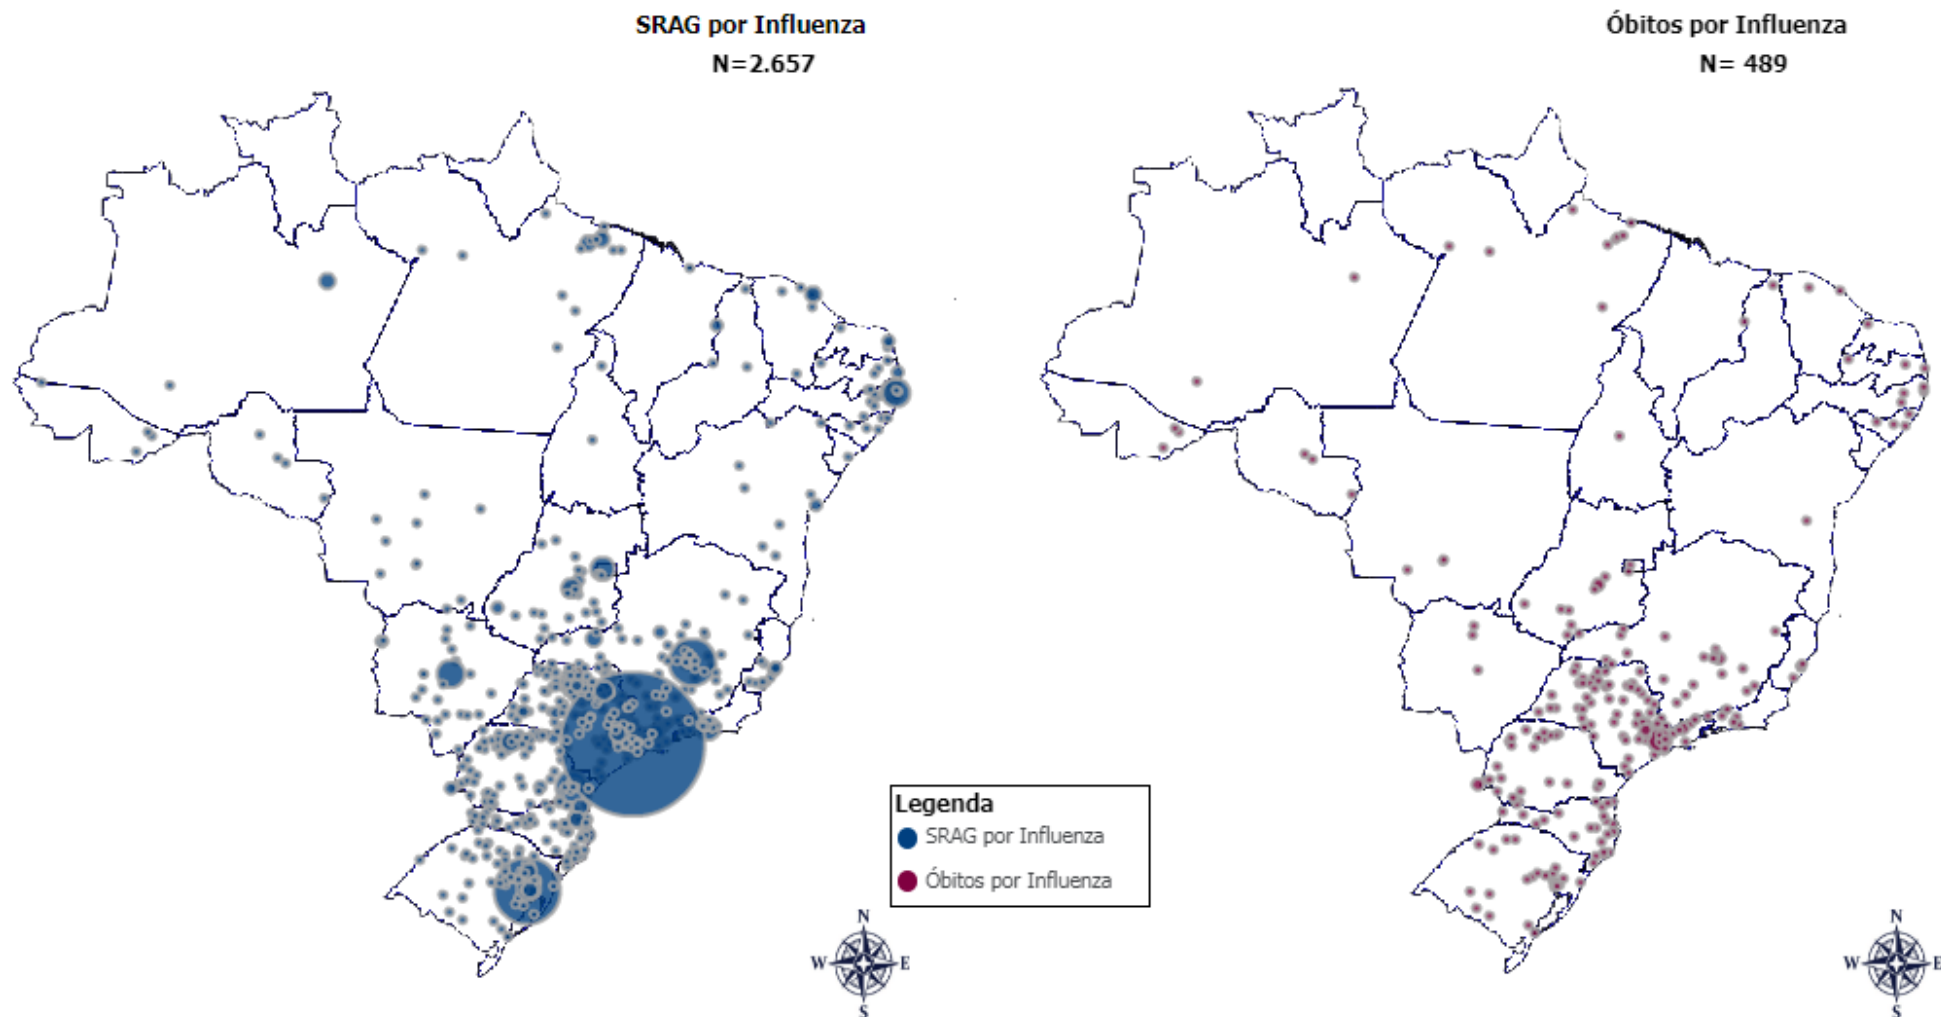 SRAG por Influenza
N=2.657
Óbitos por Influenza
N= 489
Legenda
SRAG por Influenza
Óbitos por Influenza
N
W E
S
N
W E
S